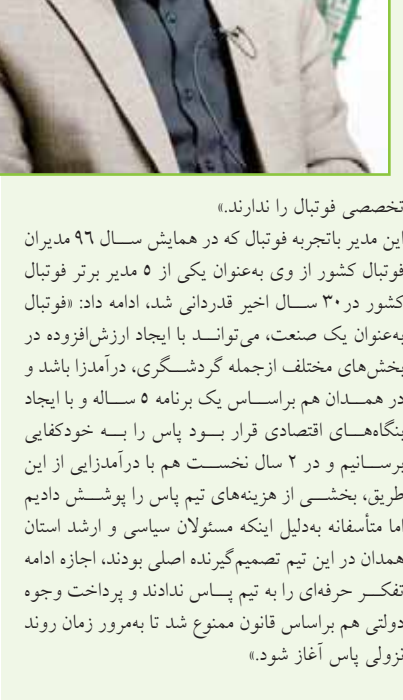 تخصصی فوتبال را ندارند.»
این مدیر باتجربه فوتبال که در همایش سال ۹۶ مدیران
فوتبال کشور از وی به‌عنوان یکی از ۵ مدیر برتر فوتبال
کشور در ۳۰ سال اخیر قدردانی شد، ادامه داد: «فوتبال
به‌عنوان یک صنعت، می‌تواند با ایجاد ارزش‌افزوده در
بخش‌های مختلف ازجمله گردشگری، درآمدزا باشد و
در همدان هم براساس یک برنامه ۵ ساله و با ایجاد
بنگاه‌های اقتصادی قرار بود پاس را به خودکفایی
برسانیم و در ۲ سال نخست هم با درآمدزایی از این
طریق، بخشی از هزینه‌های تیم پاس را پوشش دادیم
اما متأسفانه به‌دلیل اینکه مسئولان سیاسی و ارشد استان
همدان در این تیم تصمیم‌گیرنده اصلی بودند، اجازه ادامه
تفکر حرفه‌ای را به تیم پاس ندادند و پرداخت وجوه
دولتی هم براساس قانون ممنوع شد تا به‌مرور زمان روند
نزولی پاس آغاز شود.»